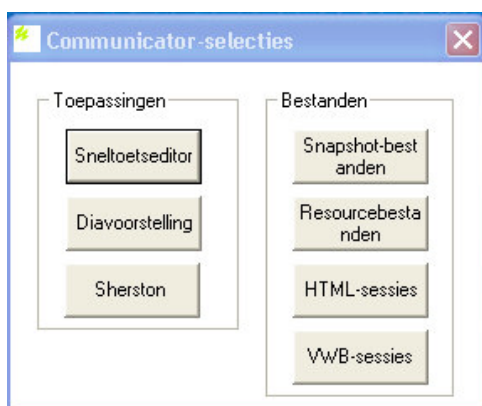 Communicator-selecties
Toepassingen
Sneltoetseditor
Diavoorstelling
Sherston
Bestanden
Snapshot-best
anden
Resourcebesta
nden
HTML-sessies
VWB-sessies